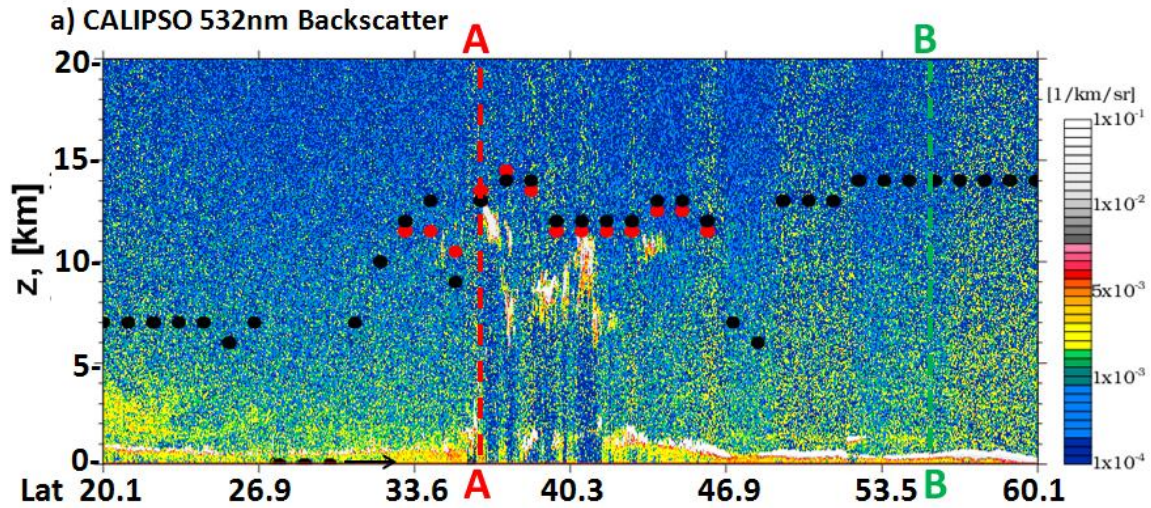 a) CALIPSO 532nm Backscatter
A
B
20-
15-
10-
5-
0-
z, [km]
[1/km/sr]
1x10⁻¹
1x10⁻²
5x10⁻³
1x10⁻³
1x10⁻⁴
Lat 20.1 26.9 33.6 A 40.3 46.9 53.5 B 60.1